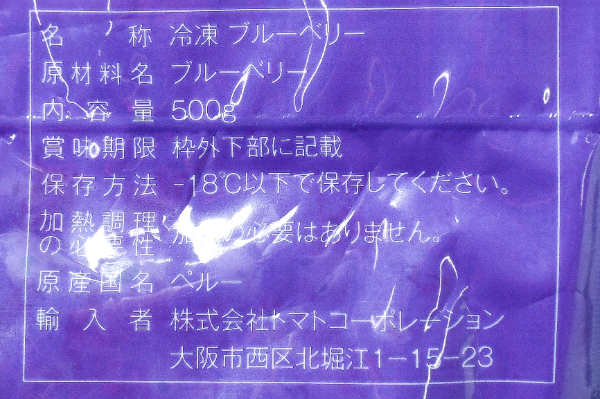 名称 冷凍 ブルーベリー
原材料名 ブルーベリー
内容量 500g
賞味期限 枠外下部に記載
保存方法 -18℃以下で保存してください。
加熱調理
の必要性 の必要はありません。
原産国名 ペルー
輸入者 株式会社トマトコーポレーション
大阪市西区北堀江1-15-23